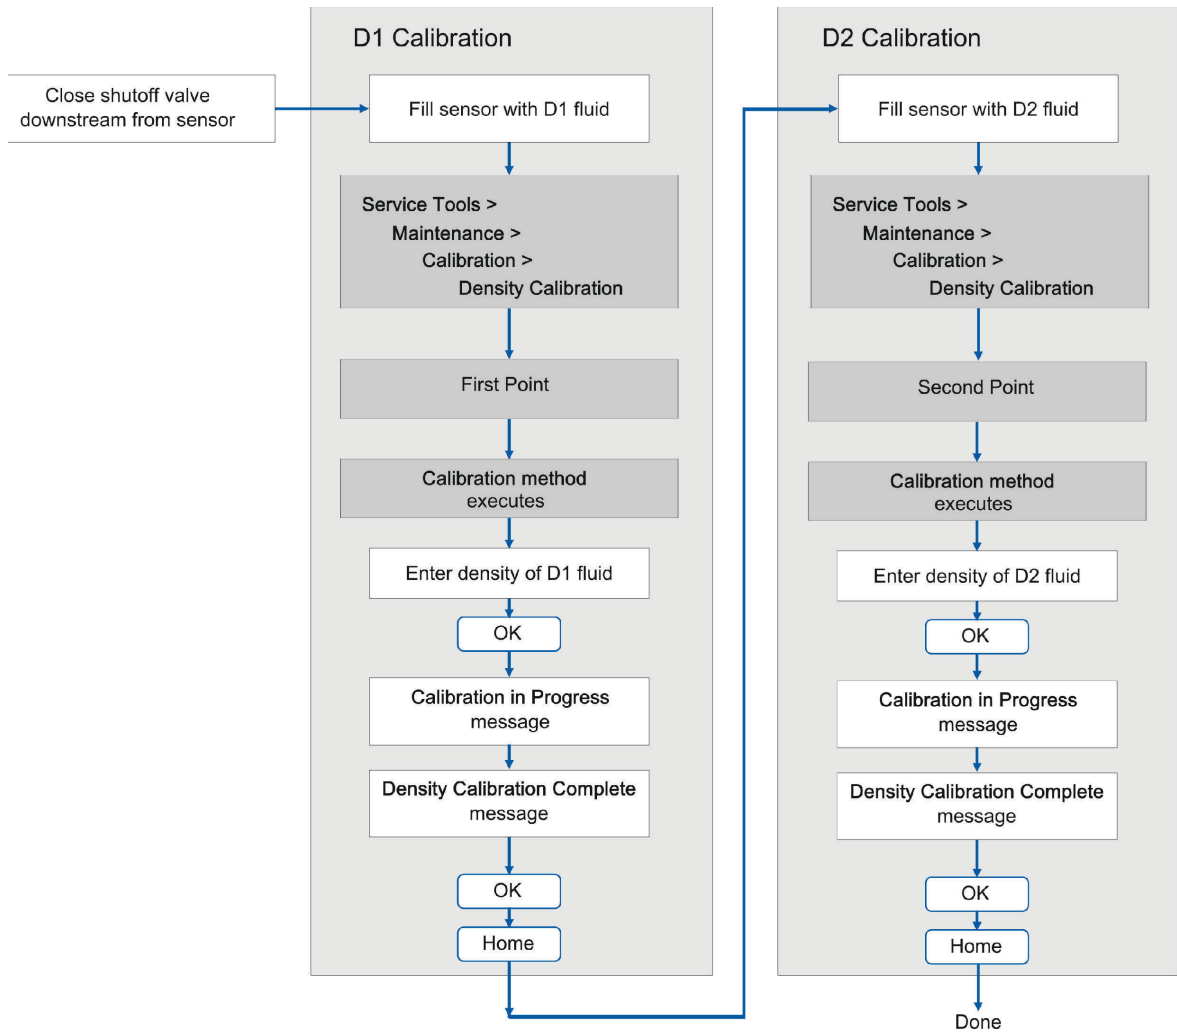 D1 Calibration
Close shutoff valve
downstream from sensor
Fill sensor with D1 fluid
Service Tools >
Maintenance >
Calibration >
Density Calibration
First Point
Calibration method
executes
Enter density of D1 fluid
OK
Calibration in Progress
message
Density Calibration Complete
message
OK
Home
D2 Calibration
Fill sensor with D2 fluid
Service Tools >
Maintenance >
Calibration >
Density Calibration
Second Point
Calibration method
executes
Enter density of D2 fluid
OK
Calibration in Progress
message
Density Calibration Complete
message
OK
Home
Done